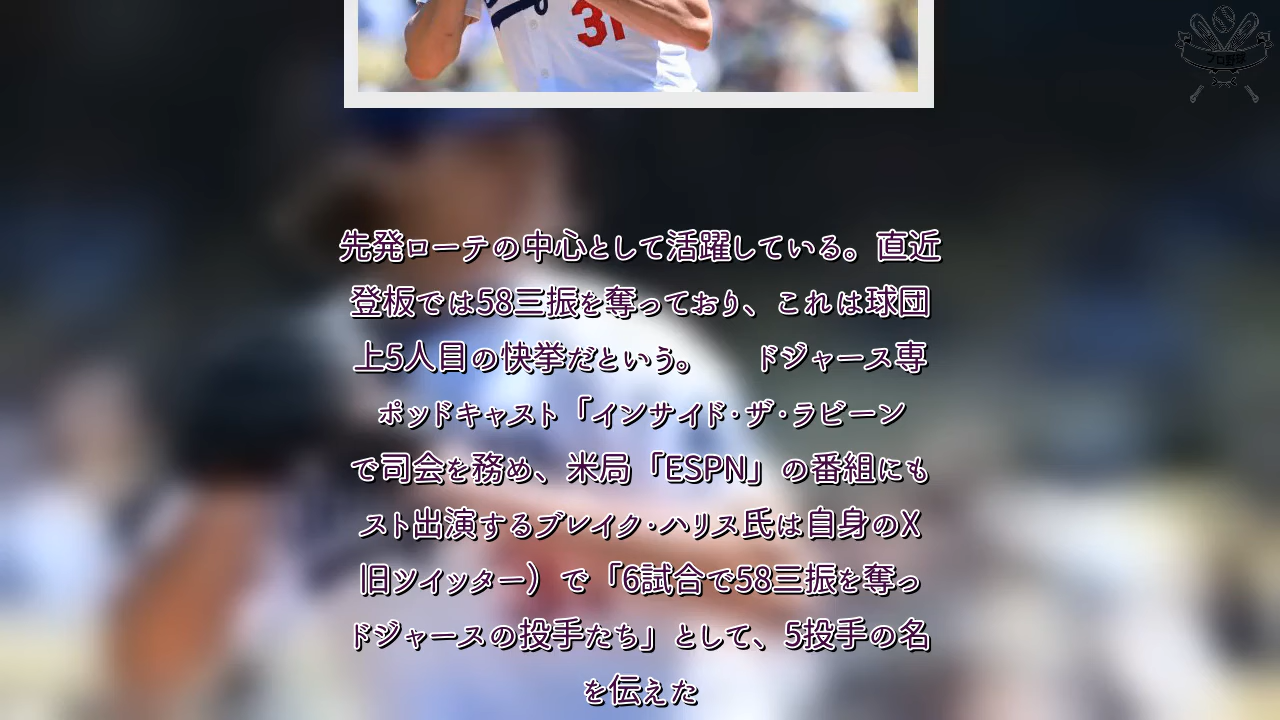 31
プロ野球
先発ローテの中心として活躍している。直近
登板では58三振を奪っており、これは球団
上5人目の快挙だという。　　ドジャース専
ポッドキャスト「インサイド·ザ·ラビーン
で司会を務め、米局「ESPN」の番組にも
スト出演するブレイク·ハリス氏は自身のX
旧ツイッター）で「6試合で58三振を奪っ
ドジャースの投手たち」として、5投手の名
を伝えた